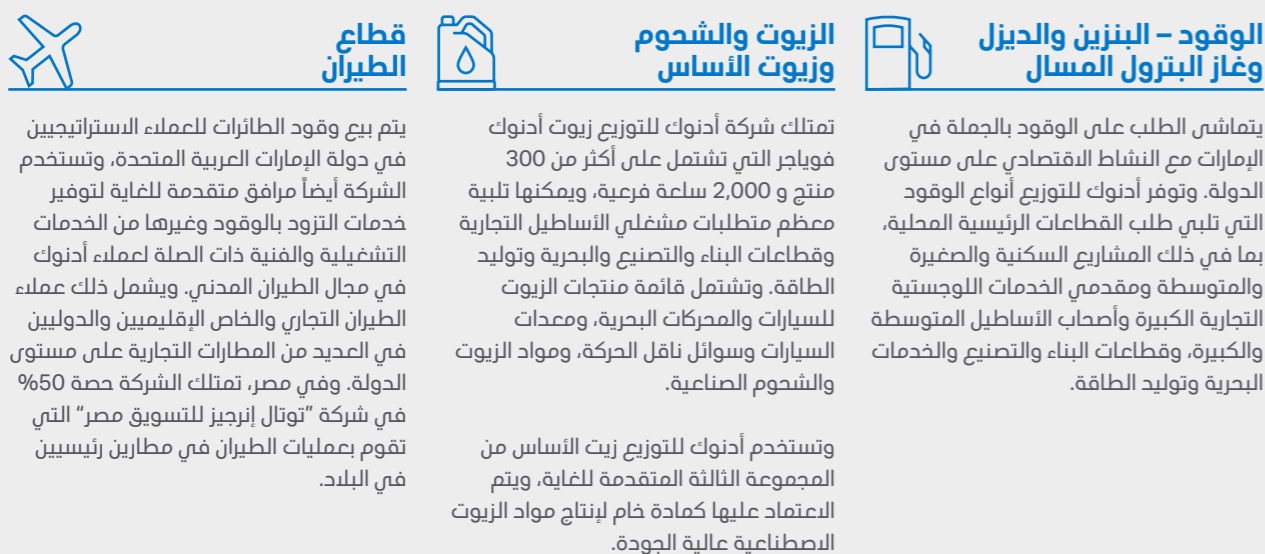 الوقود – البنزين والديزل
وغاز البترول المسال
يتماشى الطلب على الوقود بالجملة في
الإمارات مع النشاط الاقتصادي على مستوى
الدولة. وتوفر أدنوك للتوزيع أنواع الوقود
التي تلبي طلب القطاعات الرئيسية المحلية،
بما في ذلك المشاريع السكنية والصغيرة
والمتوسطة ومقدمي الخدمات اللوجستية
التجارية الكبيرة وأصحاب الأساطيل المتوسطة
والكبيرة، وقطاعات البناء والتصنيع والخدمات
البحرية وتوليد الطاقة.
الزيوت والشحوم
وزيوت الأساس
تمتلك شركة أدنوك للتوزيع زيوت أدنوك
فوياجر التي تشتمل على أكثر من 300
منتج و 2,000 سلعة فرعية، ويمكنها تلبية
معظم متطلبات مشغلي الأساطيل التجارية
وقطاعات البناء والتصنيع والبحرية وتوليد
الطاقة. وتشتمل قائمة منتجات الزيوت
للسيارات والمحركات البحرية، ومعدات
السيارات وسوائل ناقل الحركة، ومواد الزيوت
والشحوم الصناعية.
وتستخدم أدنوك للتوزيع زيت الأساس من
المجموعة الثالثة المتقدمة للغاية، ويتم
الاعتماد عليها كمادة خام لإنتاج مواد الزيوت
الاصطناعية عالية الجودة.
قطاع
الطيران
يتم بيع وقود الطائرات للعملاء الاستراتيجيين
في دولة الإمارات العربية المتحدة، وتستخدم
الشركة أيضاً مرافق متقدمة للغاية لتوفير
خدمات التزود بالوقود وغيرها من الخدمات
التشغيلية والفنية ذات الصلة لعملاء أدنوك
في مجال الطيران المدني. ويشمل ذلك عملاء
الطيران التجاري والخاص الإقليميين والدوليين
في العديد من المطارات التجارية على مستوى
الدولة. وفي مصر، تمتلك الشركة حصة 50%
في شركة "توتال إنرجيز للتسويق مصر" التي
تقوم بعمليات الطيران في مطارين رئيسيين
في البلاد.